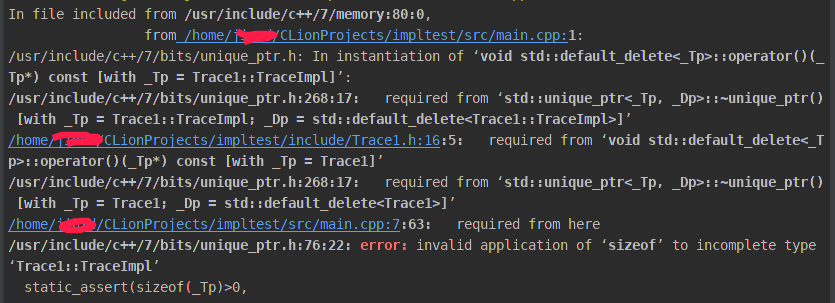 In file included from /usr/include/c++/7/memory:80:0,
from /home/ /CLionProjects/impltest/src/main.cpp:1:
/usr/include/c++/7/bits/unique_ptr.h: In instantiation of ‘void std::default_delete<_Tp>::operator()(_
Tp*) const [with _Tp = Trace1::TraceImpl]’:
/usr/include/c++/7/bits/unique_ptr.h:268:17:   required from ‘std::unique_ptr<_Tp, _Dp>::~unique_ptr()
[with _Tp = Trace1::TraceImpl; _Dp = std::default_delete<Trace1::TraceImpl>]’
/home/ /CLionProjects/impltest/include/Trace1.h:16:5:   required from ‘void std::default_delete<_T
p>::operator()(_Tp*) const [with _Tp = Trace1]’
/usr/include/c++/7/bits/unique_ptr.h:268:17:   required from ‘std::unique_ptr<_Tp, _Dp>::~unique_ptr()
[with _Tp = Trace1; _Dp = std::default_delete<Trace1>]’
/home/ /CLionProjects/impltest/src/main.cpp:7:63:   required from here
/usr/include/c++/7/bits/unique_ptr.h:76:22: error: invalid application of ‘sizeof’ to incomplete type
‘Trace1::TraceImpl’
static_assert(sizeof(_Tp)>0,